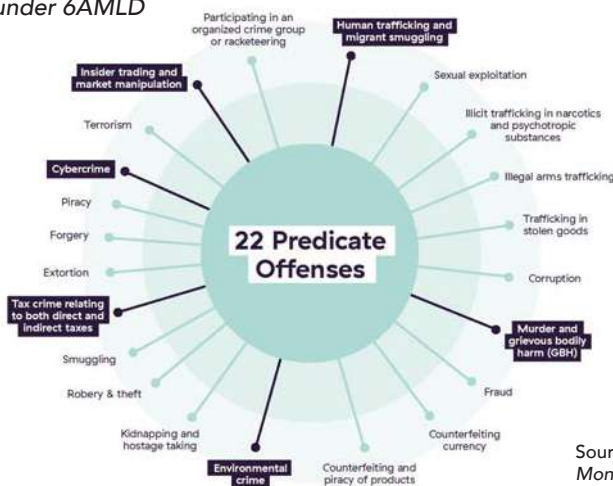 under 6AMLD
Participating in an
organized crime group
or racketeering
Human trafficking and
migrant smuggling
Sexual exploitation
Illicit trafficking in narcotics
and psychotropic
substances
Illegal arms trafficking
Trafficking in
stolen goods
Corruption
Murder and
grievous bodily
harm (GBH)
Fraud
Counterfeiting
currency
Counterfeiting and
piracy of products
Environmental
crime
Kidnapping and
hostage taking
Robery & theft
Smuggling
Tax crime relating
to both direct and
indirect taxes
Extortion
Forgery
Piracy
Cybercrime
Terrorism
Insider trading and
market manipulation
22 Predicate
Offenses